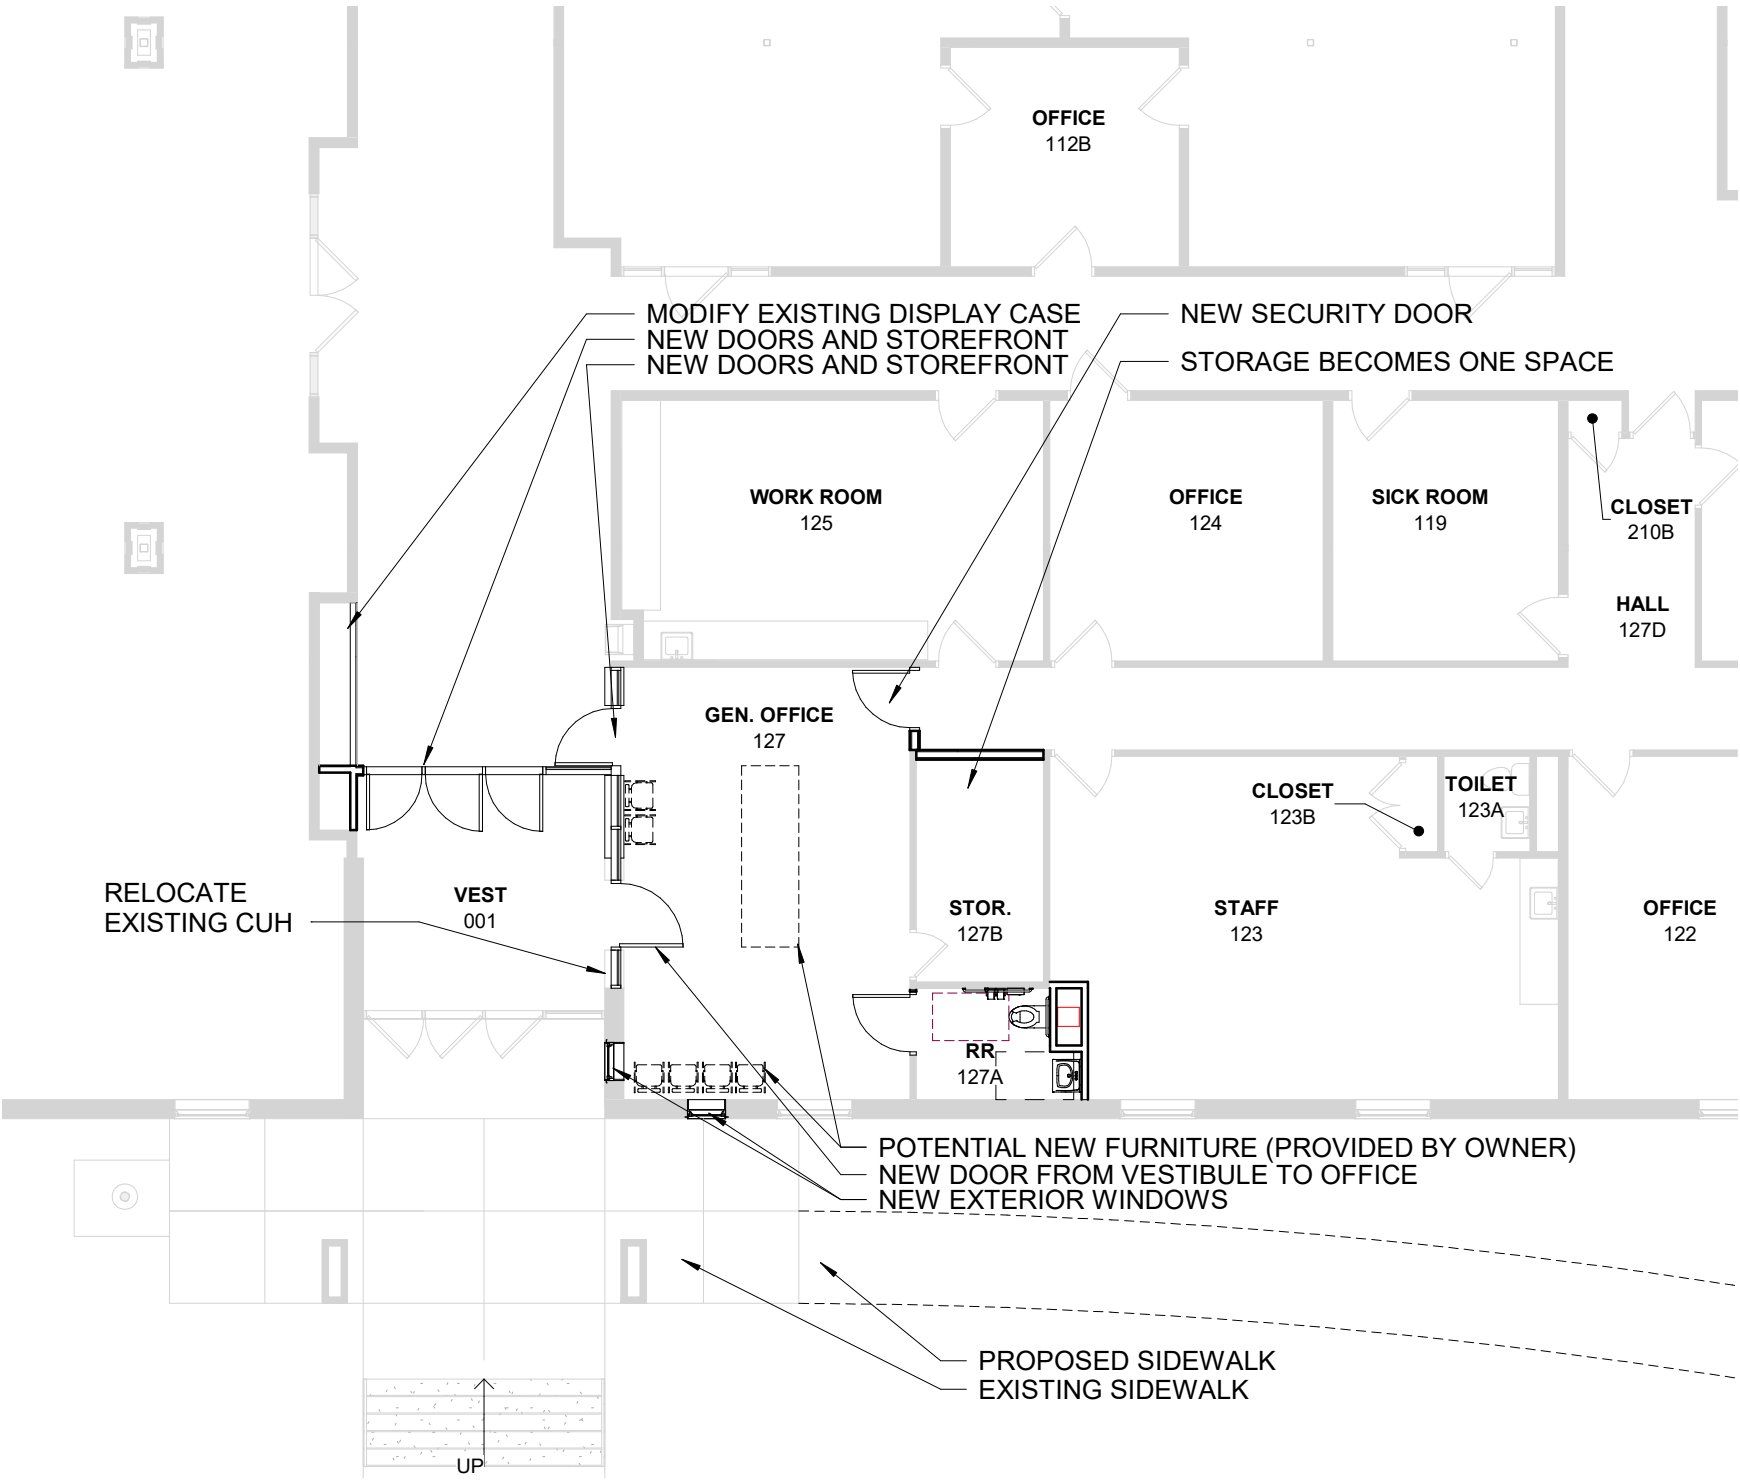 OFFICE
112B
MODIFY EXISTING DISPLAY CASE
NEW DOORS AND STOREFRONT
NEW DOORS AND STOREFRONT
NEW SECURITY DOOR
STORAGE BECOMES ONE SPACE
WORK ROOM
125
OFFICE
124
SICK ROOM
119
CLOSET
210B
HALL
127D
GEN. OFFICE
127
CLOSET
123B
TOILET
123A
RELOCATE
EXISTING CUH
VEST
001
STOR.
127B
STAFF
123
OFFICE
122
RR
127A
POTENTIAL NEW FURNITURE (PROVIDED BY OWNER)
NEW DOOR FROM VESTIBULE TO OFFICE
NEW EXTERIOR WINDOWS
PROPOSED SIDEWALK
EXISTING SIDEWALK
UP